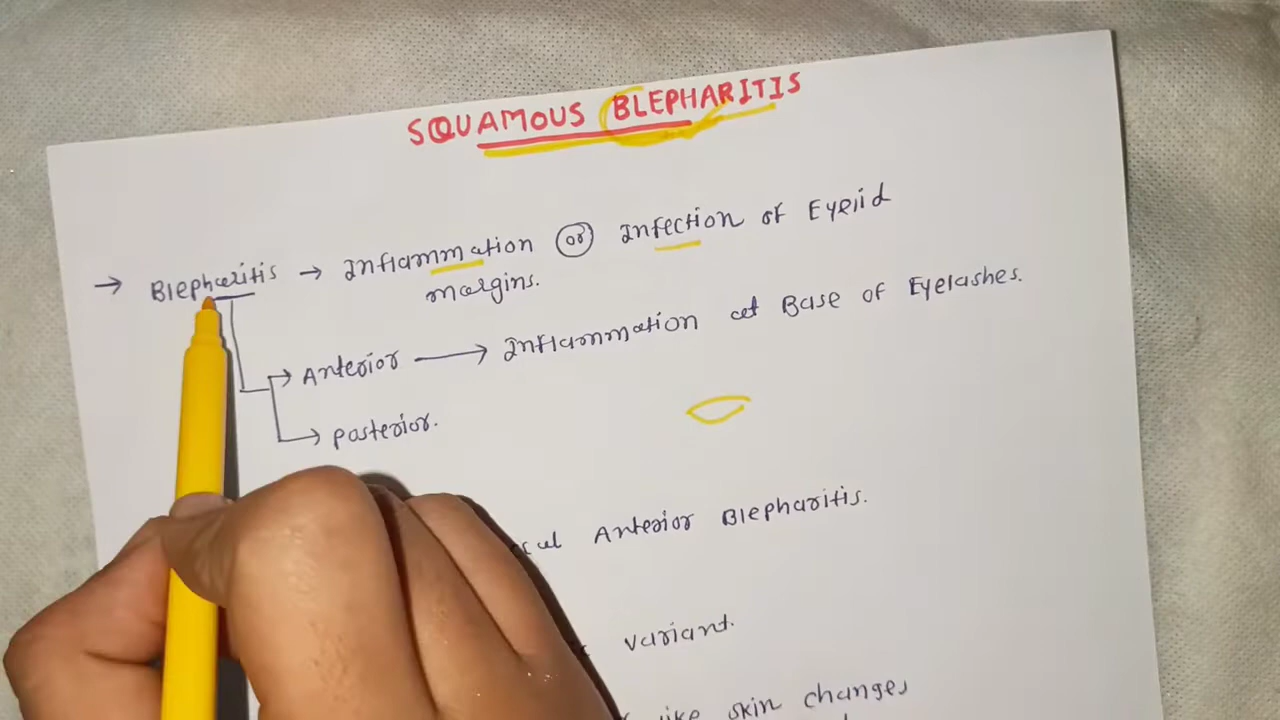 SQUAMOUS BLEPHARITIS
→ Blepharitis → Inflammation or Infection of Eyelid
margins.
→ Anterior → Inflammation at Base of Eyelashes.
→ posterior.
Anterior Blepharitis.
variant.
like skin changes